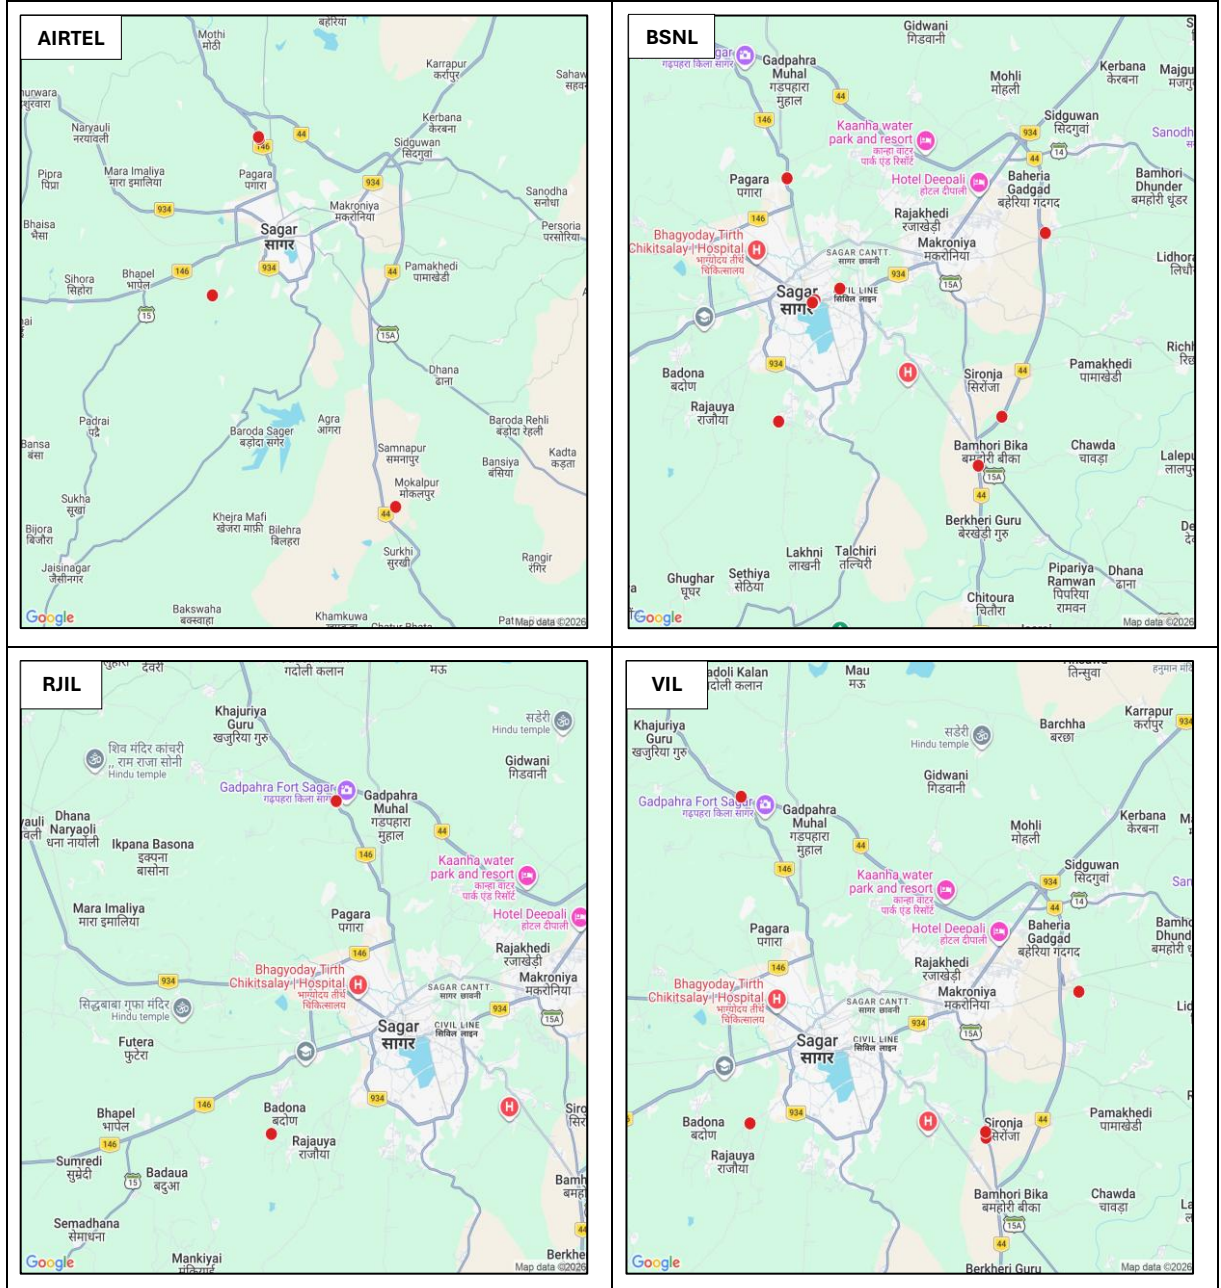 AIRTEL
बहेरिया
Mothi
मोठी
Karrapur
कर्रापुर
Naryauli
नरयावली
44
146
Kerbana
केरबना
Sidguwan
सिदगुवां
Pipra
पिप्रा
Mara Imaliya
मारा इमालिया
Pagara
पगारा
934
Sanodha
सनोधा
Bhaisa
भैसा
934
Makroniya
मकरोनिया
Personia
परसोरिया
Sagar
सागर
Sihora
सिहोरा
Bhapel
भापेल
146
934
44
Pamakhedi
पामाखेडी
15
15A
Dhana
ढाना
Padrai
पद्रै
Bansa
बंसा
Baroda Sager
बड़ोदा सगेर
Agra
आगरा
Baroda Rehli
बड़ोदा रेहली
Samnapur
समनापुर
Bansiya
बंसिया
Kadta
कड़ता
Mokalpur
मोकलपुर
Sukha
सूखा
44
Bijora
बिजौरा
Khejra Mafi
खेजरा माफ़ी
Bilehra
बिलहरा
Surkhi
सुरखी
Rangir
रंगिर
Jaisinagar
जैसीनगर
Bakswaha
बक्स्वाहा
Khamkuwa
Google
Map data ©2026
BSNL
Gidwani
गिडवानी
गढ़पहरा किला सागर
Gadpahra
Muhal
गडपहारा
मुहाल
44
Mohli
मोहली
Kerbana
केरबना
146
Kaanha water
park and resort
कान्हा वाटर
पार्क एंड रिसॉर्ट
Sidguwan
सिदगुवां
934
44
14
Pagara
पगारा
Hotel Deepali
होटल दीपाली
Baheria
Gadgad
बहेरिया गदगद
Bamhori
Dhunder
बमहोरी धूंडर
146
Rajakhedi
रजाखेड़ी
Bhagyoday Tirth
Chikitsalay | Hospital
भाग्योदय तीर्थ
चिकित्सालय
SAGAR CANTT.
सागर छावनी
Makroniya
मकरोनिया
934
15A
Sagar
सागर
सिविल लाइन
934
44
Badona
बदोण
Sironja
सिरोंजा
Pamakhedi
पामाखेडी
Rajauya
राजौया
Bamhori Bika
बमहोरी बीका
Chawda
चावड़ा
15A
44
Berkheri Guru
बेरखेड़ी गुरु
Lakhni
लाखनी
Talchiri
तल्चिरी
Ghughar
घूघर
Sethiya
सेठिया
Pipariya
Ramwan
पिपरिया
रामवन
Dhana
ढाना
Chitoura
चितौरा
Google
Map data ©2026
RJIL
गदोली कलान
मऊ
Khajuriya
Guru
खजुरिया गुरु
सडेरी
Hindu temple
शिव मंदिर कांचरी
,, राम राजा सोनी
Hindu temple
Gidwani
गिडवानी
Gadpahra Fort Sagar
गढ़पहरा किला सागर
Gadpahra
Muhal
गडपहारा
मुहाल
Dhana
Naryaoli
धना नार्योली
Ikpana Basona
इक्पना
बासोना
44
146
Kaanha water
park and resort
कान्हा वाटर
पार्क एंड रिसॉर्ट
Mara Imaliya
मारा इमालिया
Pagara
पगारा
Hotel Deepali
होटल दीपाली
146
Rajakhedi
रजाखेड़ी
934
Bhagyoday Tirth
Chikitsalay | Hospital
भाग्योदय तीर्थ
चिकित्सालय
Makroniya
मकरोनिया
SAGAR CANTT.
सागर छावनी
सिद्धबाबा गुफा मंदिर
Hindu temple
934
15A
Sagar
सागर
CIVIL LINE
सिविल लाइन
Futera
फुटेरा
934
146
Bhapel
भापेल
Badona
बदोण
146
Rajauya
राजौया
Sumredi
सुम्रेदी
Badaua
बदुआ
15
Semadhana
सेमाधना
44
Mankiyai
Berkhe
Google
Map data ©2026
VIL
Mau
मऊ
तिन्सुवा
Khajuriya
Guru
खजुरिया गुरु
सडेरी
Hindu temple
Barchha
बरछा
Karrapur
कर्रापुर
934
Gidwani
गिडवानी
Gadpahra Fort Sagar
गढ़पहरा किला सागर
Gadpahra
Muhal
गडपहारा
मुहाल
Mohli
मोहली
Kerbana
केरबना
44
146
Kaanha water
park and resort
कान्हा वाटर
पार्क एंड रिसॉर्ट
Sidguwan
सिदगुवां
934
14
44
Pagara
पगारा
Hotel Deepali
होटल दीपाली
Baheria
Gadgad
बहेरिया गदगद
146
Rajakhedi
रजाखेड़ी
Bhagyoday Tirth
Chikitsalay | Hospital
भाग्योदय तीर्थ
चिकित्सालय
Makroniya
मकरोनिया
SAGAR CANTT.
सागर छावनी
934
15A
Sagar
सागर
CIVIL LINE
सिविल लाइन
934
44
Badona
बदोण
Sironja
सिरोंजा
Pamakhedi
पामाखेडी
Rajauya
राजौया
Bamhori Bika
बमहोरी बीका
Chawda
चावड़ा
15A
44
Berkheri Guru
Google
Map data ©2026